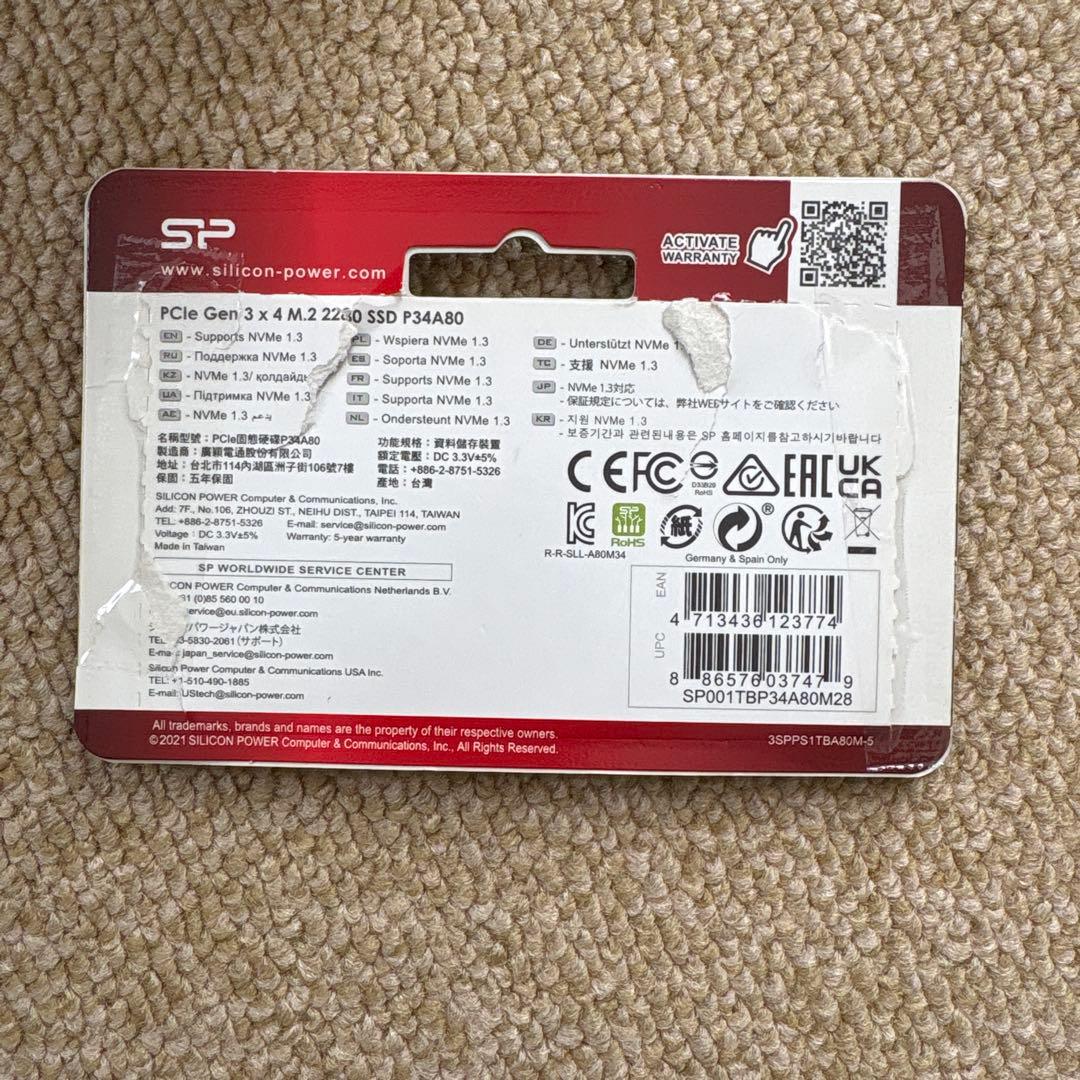 SP
www.silicon-power.com
ACTIVATE
WARRANTY
PCIe Gen 3 x 4 M.2 2280 SSD P34A80
EN - Supports NVMe 1.3
RU - Поддержка NVMe 1.3
KZ - NVMe 1.3/ қолдайды
UA - Підтримка NVMe 1.3
AE - NVMe 1.3 يدعم
PL - Wspiera NVMe 1.3
ES - Soporta NVMe 1.3
FR - Supports NVMe 1.3
IT - Supporta NVMe 1.3
NL - Ondersteunt NVMe 1.3
DE - Unterstützt NVMe 1
TC - 支援 NVMe 1.3
JP - NVMe 1.3対応
- 保証規定については、弊社WEBサイトをご確認ください
KR - 지원 NVMe 1.3
- 보증기간과 관련된내용은 SP 홈페이지를참고하시기바랍니다
名稱型號：PCIe固態硬碟P34A80
製造商：廣穎電通股份有限公司
地址：台北市114內湖區洲子街106號7樓
保固：五年保固
功能規格：資料儲存裝置
額定電壓：DC 3.3V±5%
電話：+886-2-8751-5326
產地：台灣
SILICON POWER Computer & Communications, Inc.
Add: 7F., No.106, ZHOUZI ST., NEIHU DIST., TAIPEI 114, TAIWAN
TEL: +886-2-8751-5326 E-mail: service@silicon-power.com
Voltage : DC 3.3V±5% Warranty: 5-year warranty
Made in Taiwan
SP WORLDWIDE SERVICE CENTER
ICON POWER Computer & Communications Netherlands B.V.
31 (0)85 560 00 10
ervice@eu.silicon-power.com
パワージャパン株式会社
TEL 3-5830-2061 (サポート)
E-ma japan_service@silicon-power.com
Silicon Power Computer & Communications USA Inc.
TEL: +1-510-490-1885
E-mail: UStech@silicon-power.com
CE FC D33B29 RoHS EAC UK CA
KC SP RoHS 紙 ®
R-R-SLL-A80M34
Germany & Spain Only
EAN
4 713436 123774
UPC
8 86576 03747 9
SP001TBP34A80M28
All trademarks, brands and names are the property of their respective owners.
©2021 SILICON POWER Computer & Communications, Inc., All Rights Reserved.
3SPPS1TBA80M-5